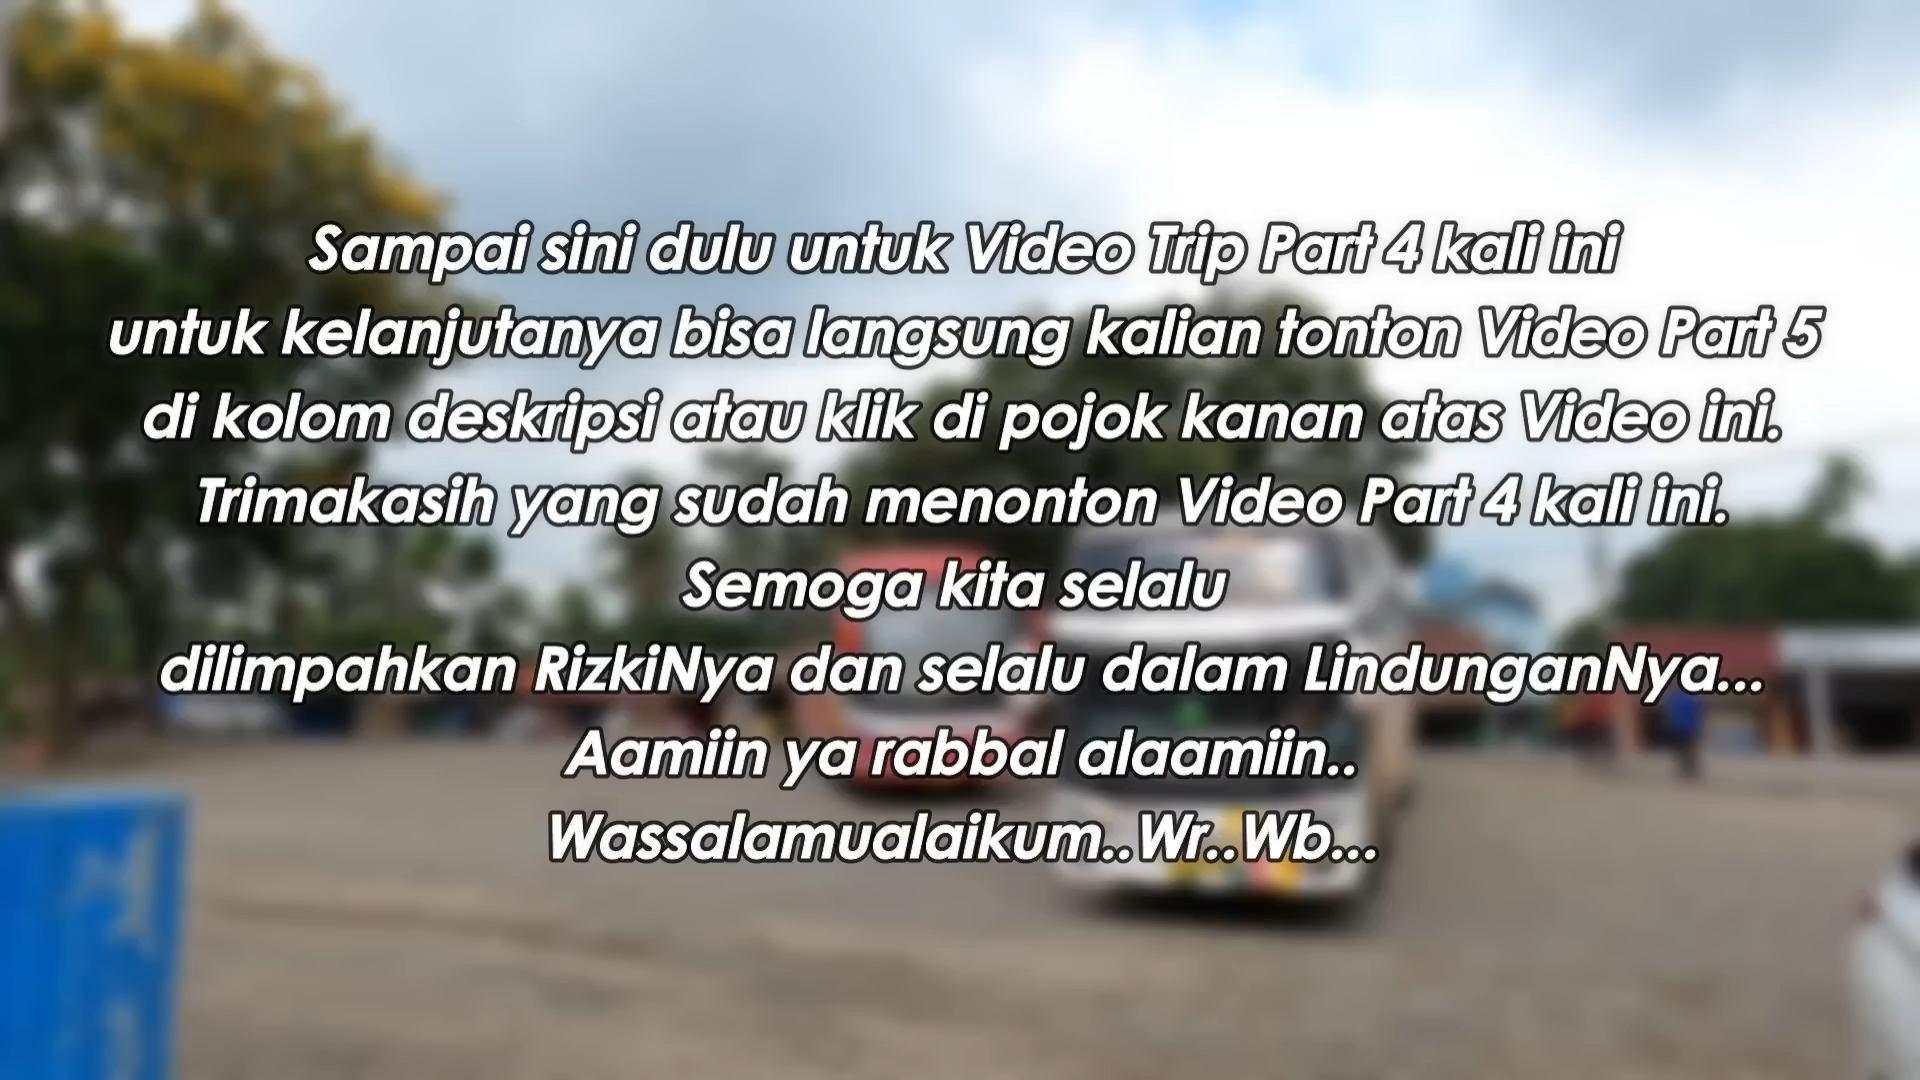 Sampai sini dulu untuk Video Trip Part 4 kali ini
untuk kelanjutanya bisa langsung kalian tonton Video Part 5
di kolom deskripsi atau klik di pojok kanan atas Video ini.
Trimakasih yang sudah menonton Video Part 4 kali ini.
Semoga kita selalu
dilimpahkan RizkiNya dan selalu dalam LindunganNya...
Aamiin ya rabbal alaamiin..
Wassalamualaikum..Wr..Wb...